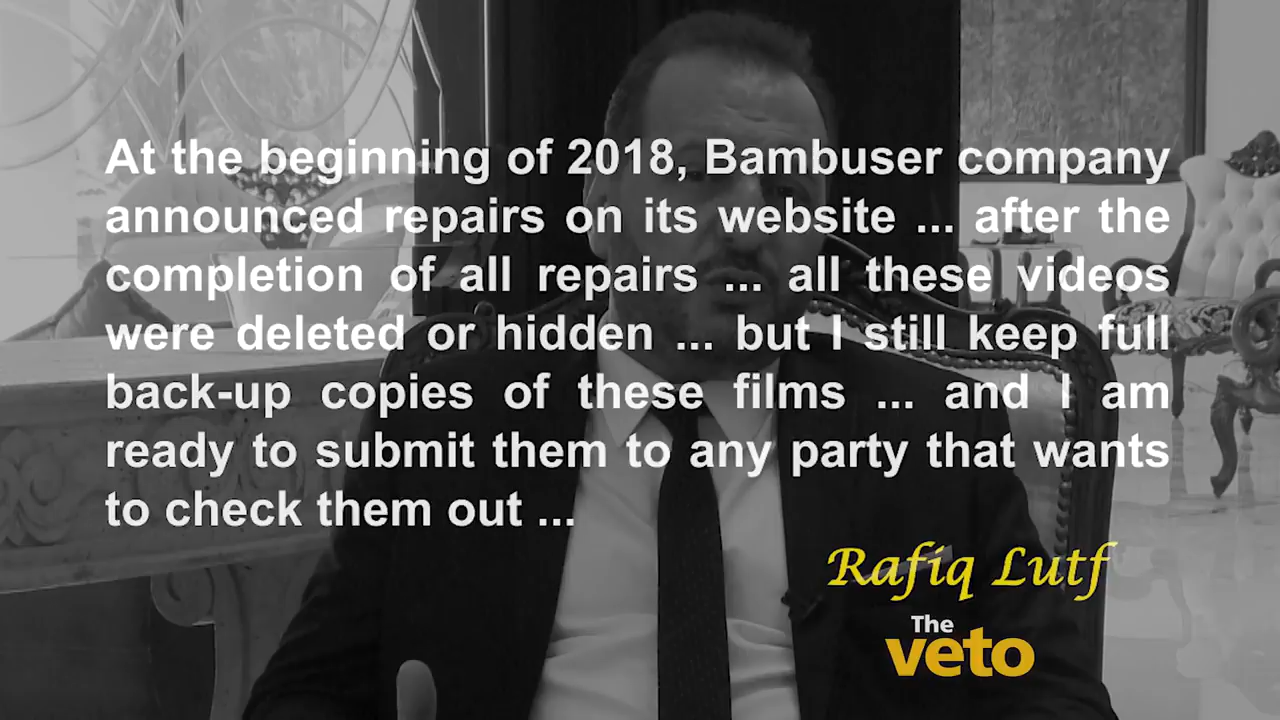 At the beginning of 2018, Bambuser company
announced repairs on its website ... after the
completion of all repairs ... all these videos
were deleted or hidden ... but I still keep full
back-up copies of these films ... and I am
ready to submit them to any party that wants
to check them out ...
Rafiq Lutf
The
veto